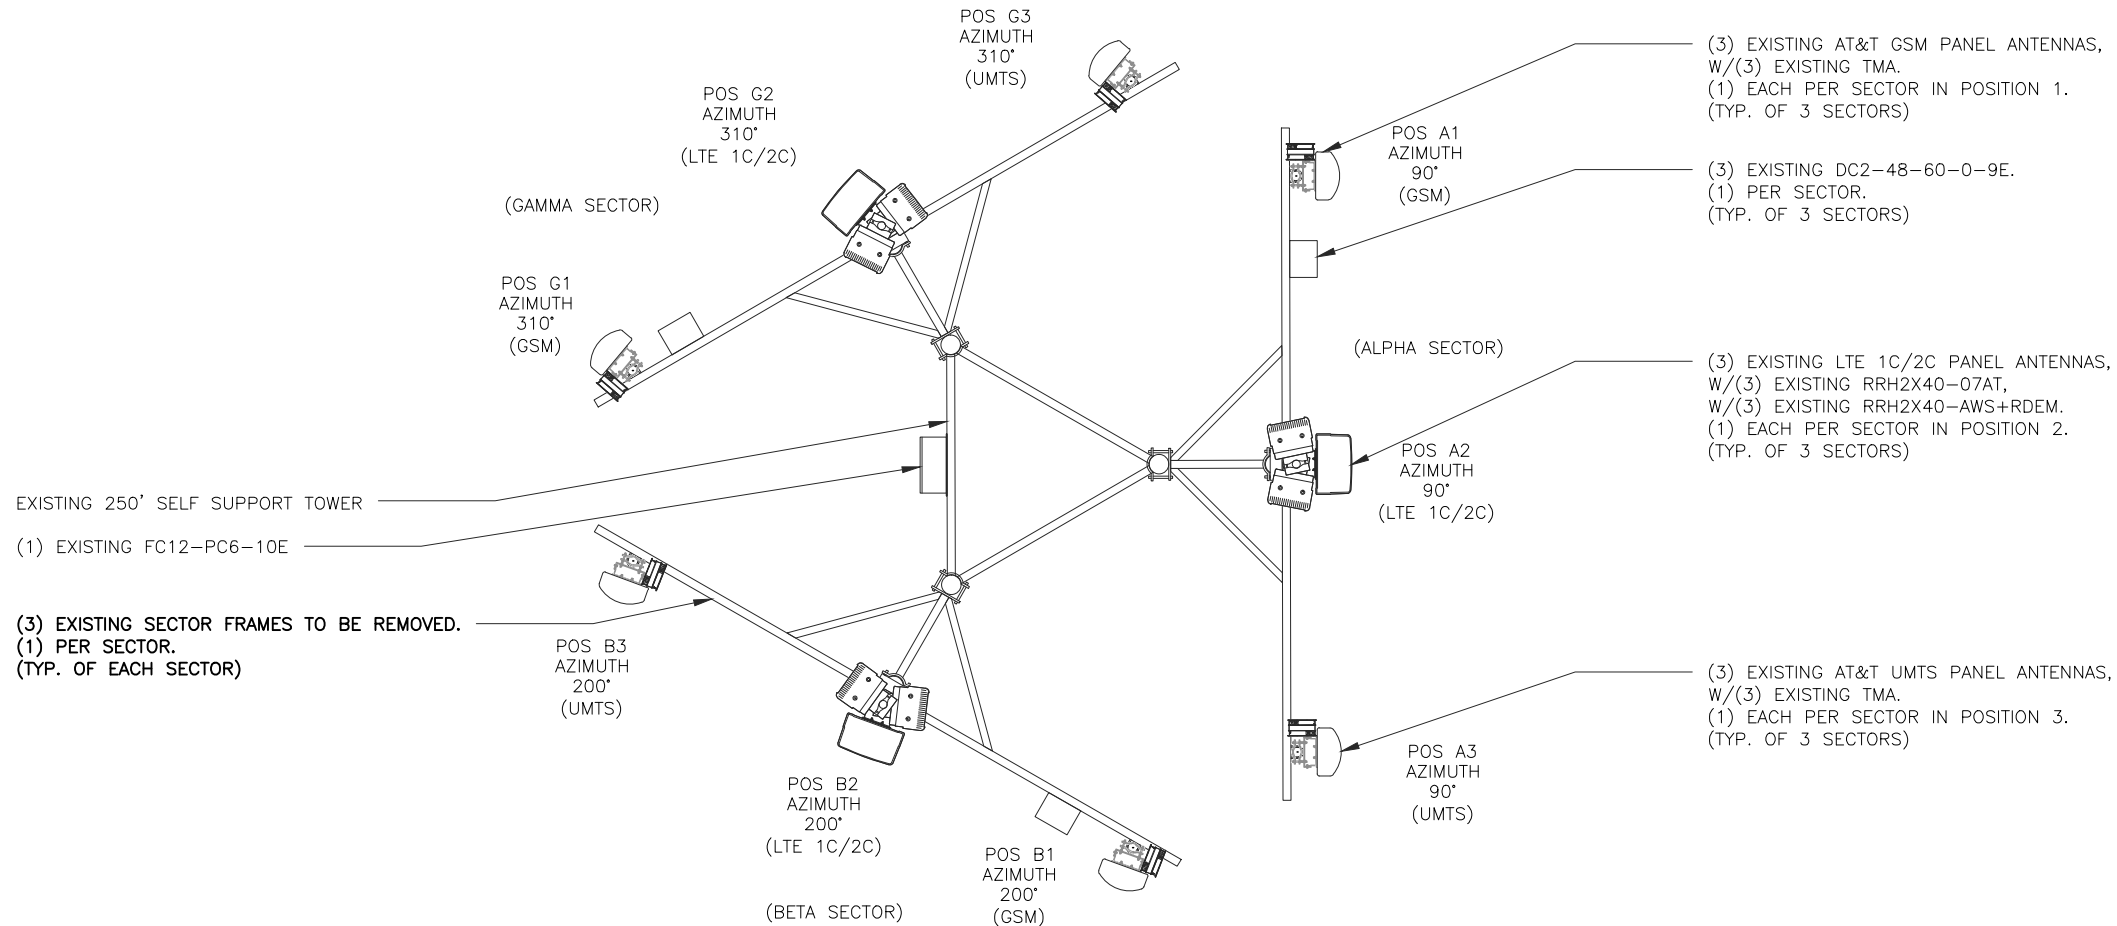 POS G3
AZIMUTH
310°
(UMTS)
POS G2
AZIMUTH
310°
(LTE 1C/2C)
(GAMMA SECTOR)
POS G1
AZIMUTH
310°
(GSM)
POS A1
AZIMUTH
90°
(GSM)
(3) EXISTING AT&T GSM PANEL ANTENNAS,
W/(3) EXISTING TMA.
(1) EACH PER SECTOR IN POSITION 1.
(TYP. OF 3 SECTORS)
(3) EXISTING DC2-48-60-0-9E.
(1) PER SECTOR.
(TYP. OF 3 SECTORS)
(ALPHA SECTOR)
(3) EXISTING LTE 1C/2C PANEL ANTENNAS,
W/(3) EXISTING RRH2X40-07AT,
W/(3) EXISTING RRH2X40-AWS+RDEM.
(1) EACH PER SECTOR IN POSITION 2.
(TYP. OF 3 SECTORS)
POS A2
AZIMUTH
90°
(LTE 1C/2C)
EXISTING 250' SELF SUPPORT TOWER
(1) EXISTING FC12-PC6-10E
(3) EXISTING SECTOR FRAMES TO BE REMOVED.
(1) PER SECTOR.
(TYP. OF EACH SECTOR)
POS B3
AZIMUTH
200°
(UMTS)
POS B2
AZIMUTH
200°
(LTE 1C/2C)
POS B1
AZIMUTH
200°
(GSM)
(BETA SECTOR)
(3) EXISTING AT&T UMTS PANEL ANTENNAS,
W/(3) EXISTING TMA.
(1) EACH PER SECTOR IN POSITION 3.
(TYP. OF 3 SECTORS)
POS A3
AZIMUTH
90°
(UMTS)